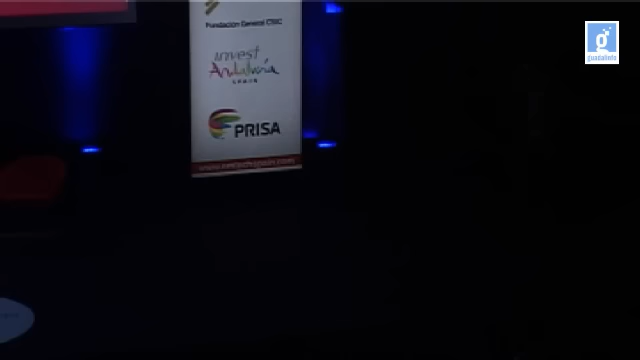 Fundación General CSIC
invest
Andalucía
SPAIN
PRISA
guadalinfo